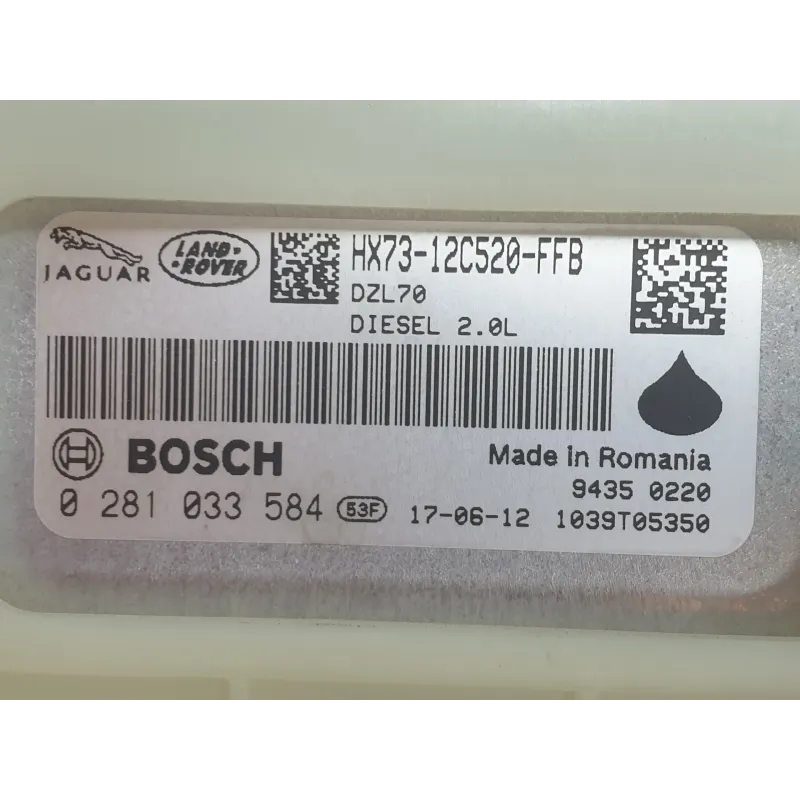 JAGUAR
LAND-
ROVER
HX73-12C520-FFB
DZL70
DIESEL 2.0L
BOSCH
Made in Romania
9435 0220
0 281 033 584 53F 17-06-12 1039T05350